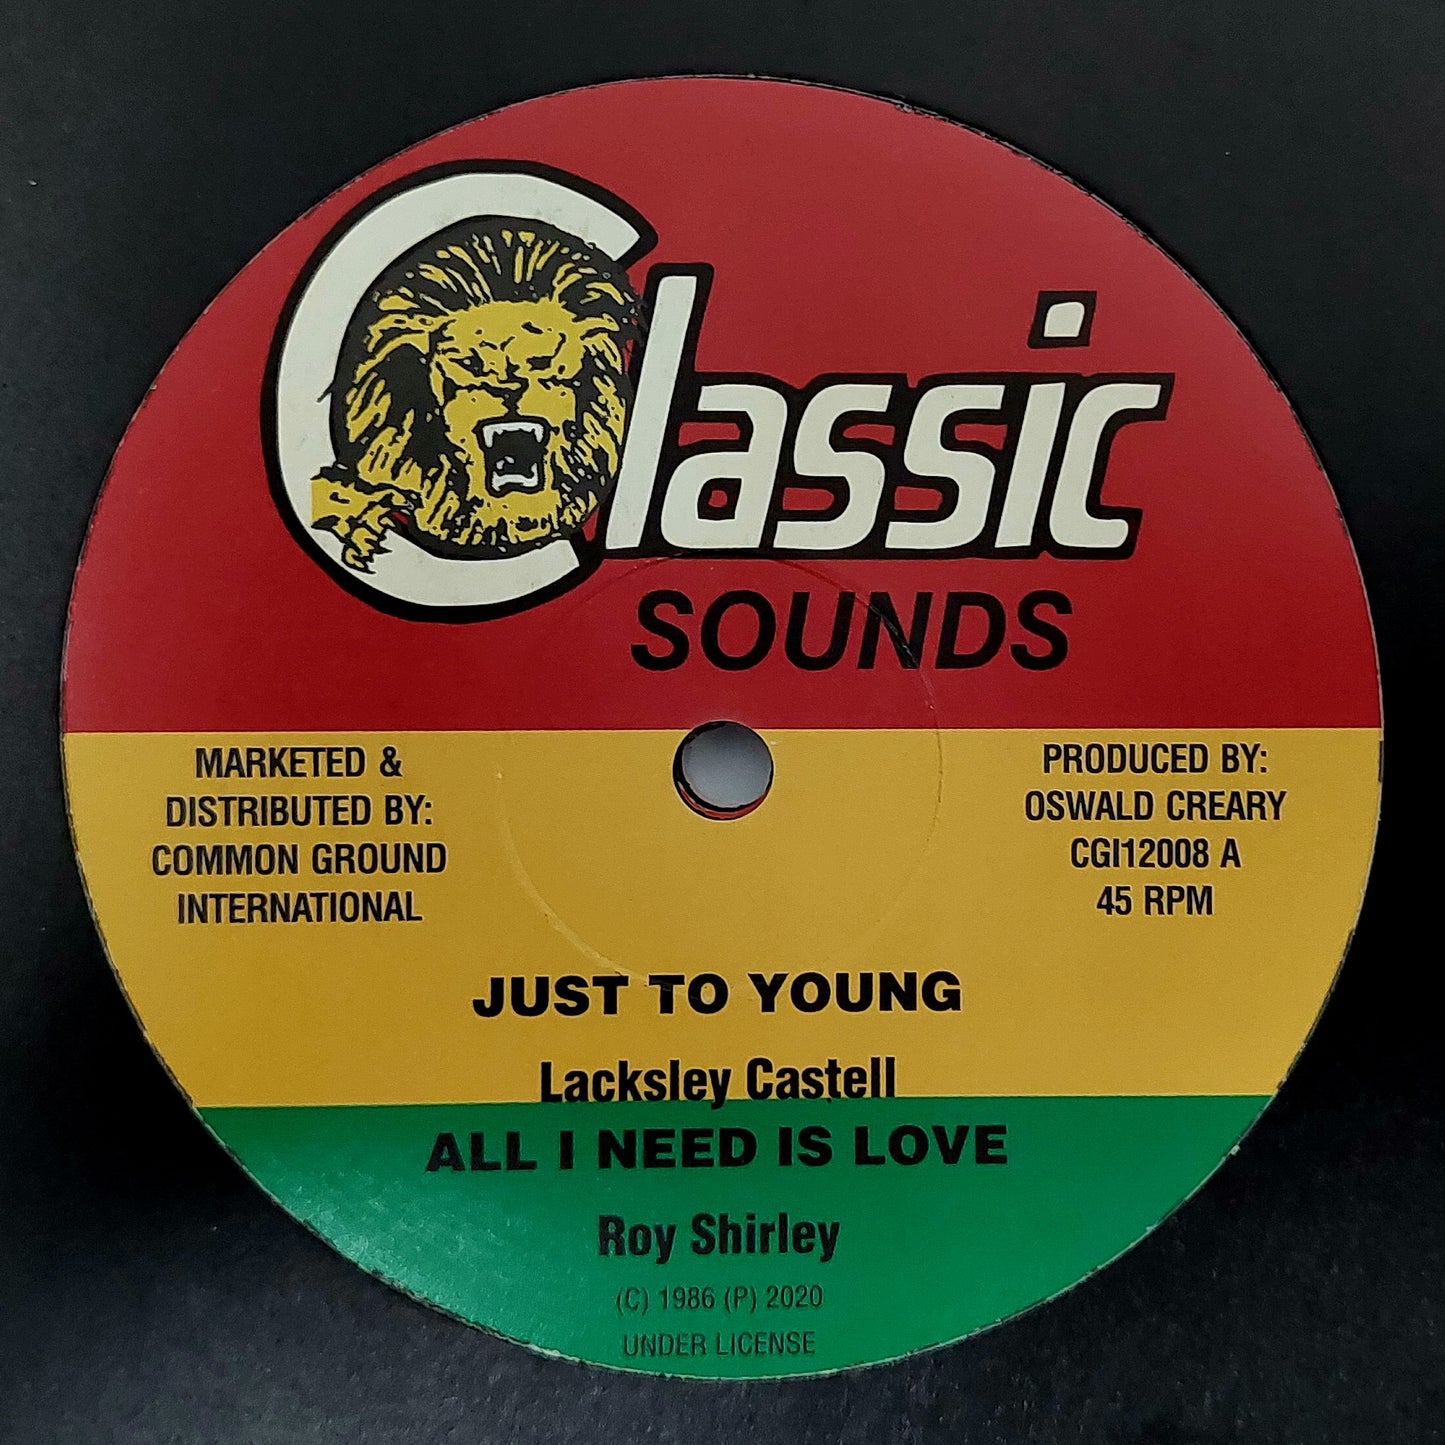 Classic
SOUNDS
MARKETED &
DISTRIBUTED BY:
COMMON GROUND
INTERNATIONAL
PRODUCED BY:
OSWALD CREARY
CGI12008 A
45 RPM
JUST TO YOUNG
Lacksley Castell
ALL I NEED IS LOVE
Roy Shirley
(C) 1986 (P) 2020
UNDER LICENSE